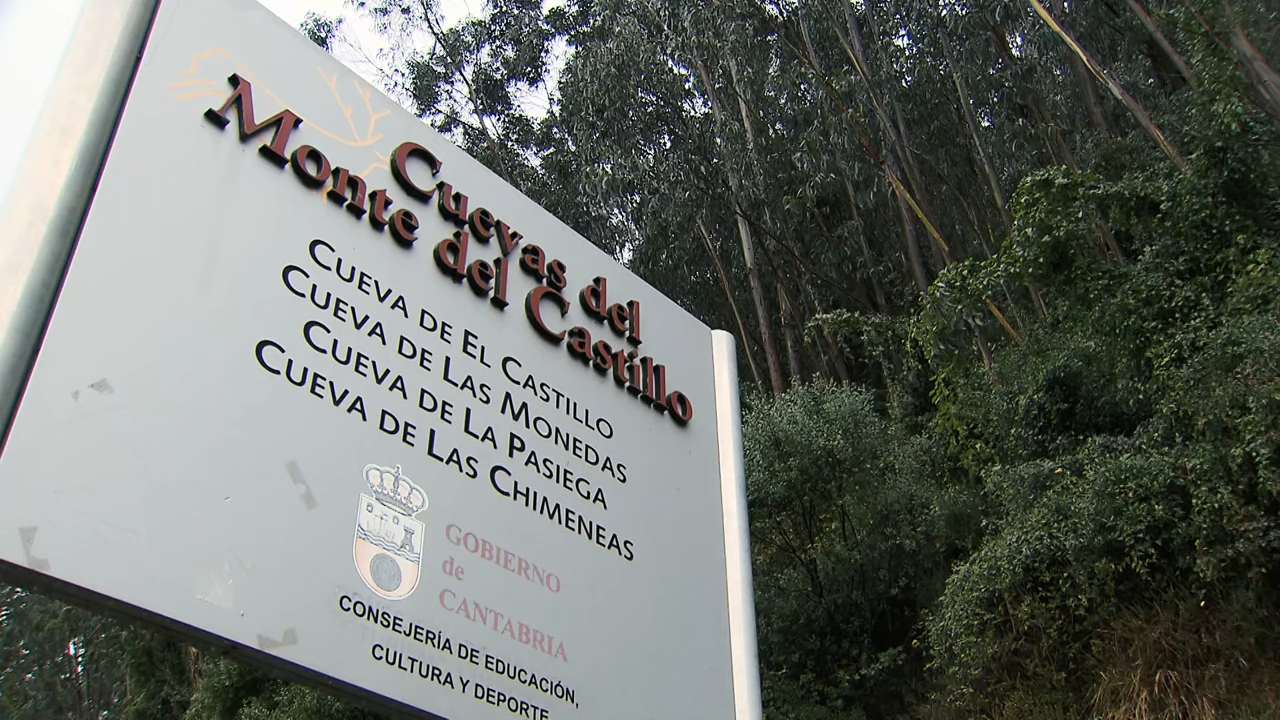 Cuevas del
Monte del Castillo
CUEVA DE EL CASTILLO
CUEVA DE LAS MONEDAS
CUEVA DE LA PASIEGA
CUEVA DE LAS CHIMENEAS
GOBIERNO
de
CANTABRIA
CONSEJERÍA DE EDUCACIÓN,
CULTURA Y DEPORTE